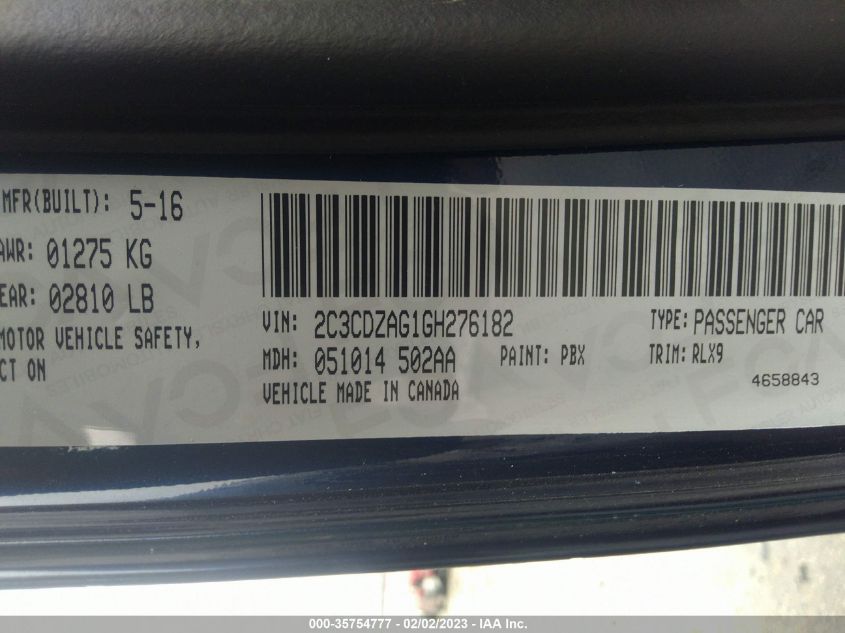 MFR(BUILT): 5-16
AWR: 01275 KG
EAR: 02810 LB
MOTOR VEHICLE SAFETY,
CT ON
VIN: 2C3CDZAG1GH276182 TYPE: PASSENGER CAR
MDH: 051014 502AA PAINT: PBX TRIM: RLX9
VEHICLE MADE IN CANADA 4658843
000-35754777 - 02/02/2023 - IAA Inc.